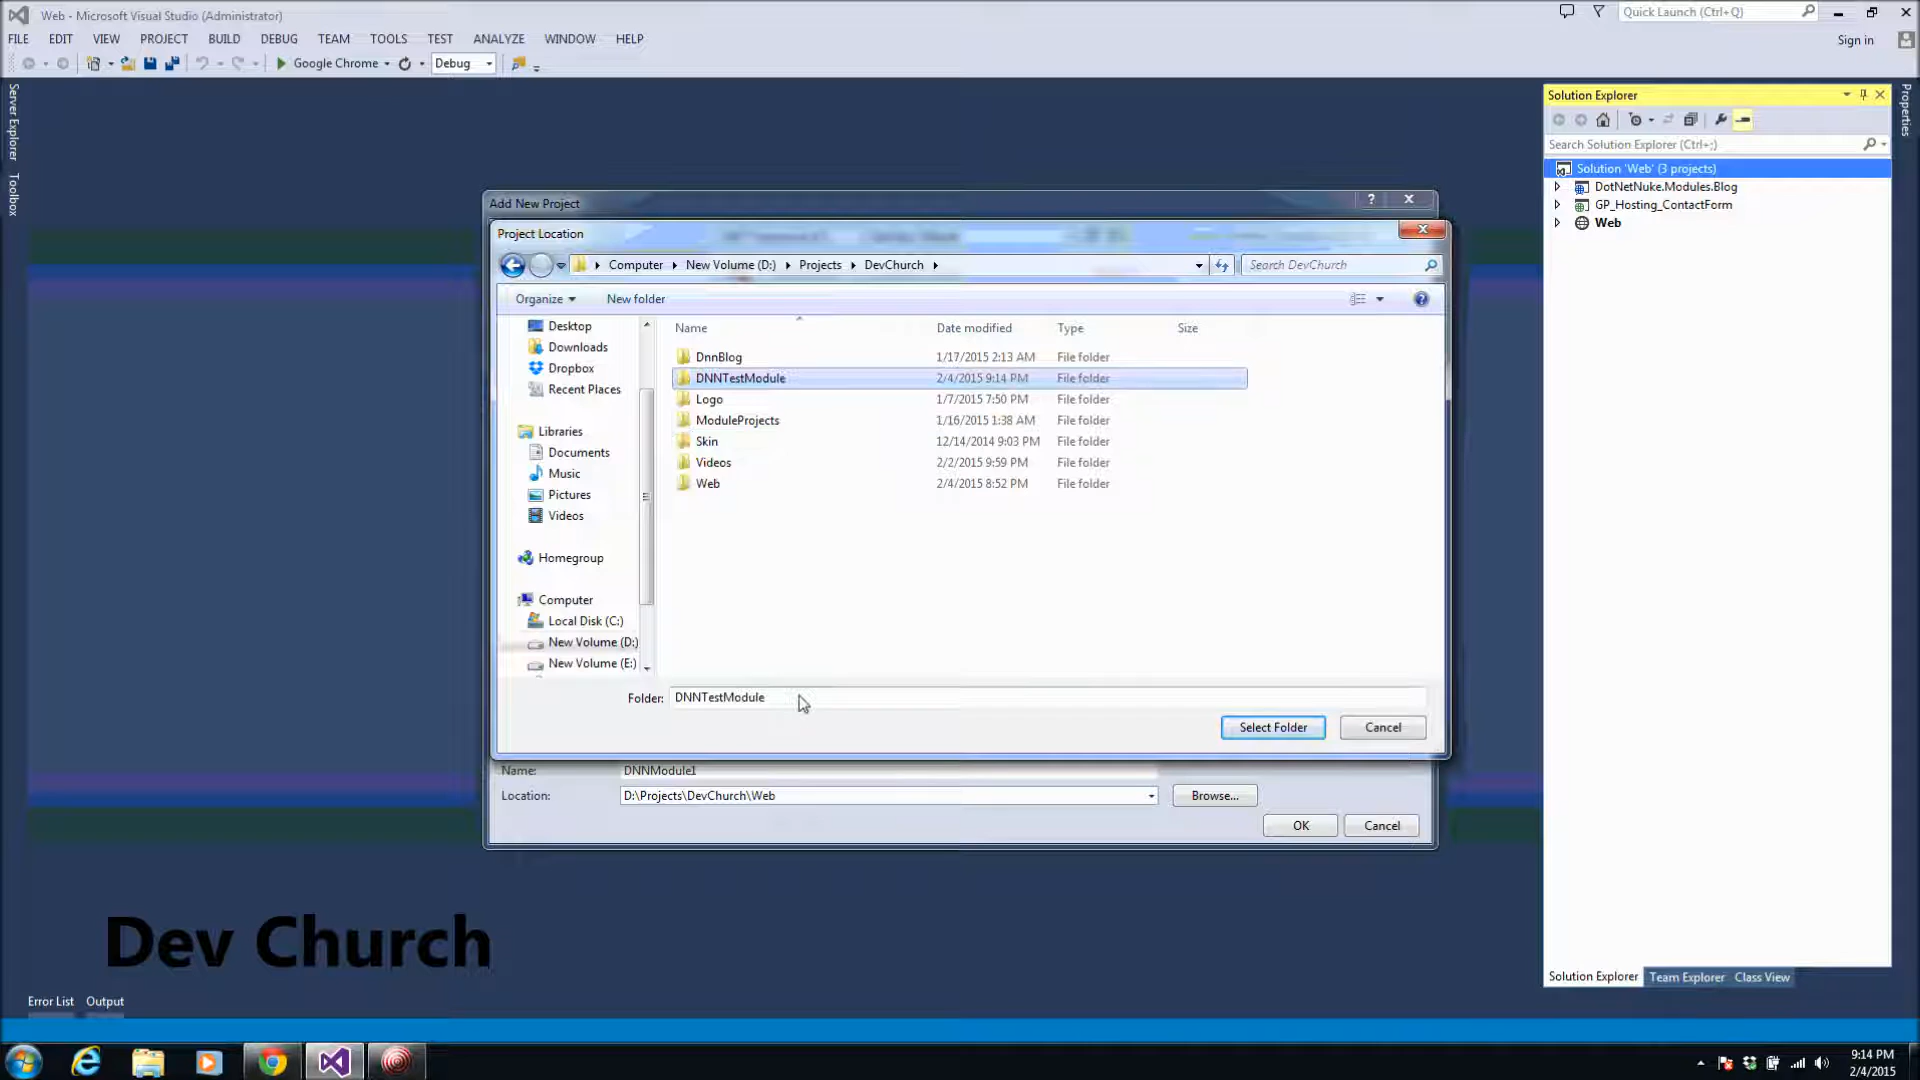 Web - Microsoft Visual Studio (Administrator)
Quick Launch (Ctrl+Q)
FILE EDIT VIEW PROJECT BUILD DEBUG TEAM TOOLS TEST ANALYZE WINDOW HELP
Sign in
Google Chrome Debug
Server Explorer
Toolbox
Properties
Solution Explorer
Search Solution Explorer (Ctrl+;)
Solution 'Web' (3 projects)
DotNetNuke.Modules.Blog
GP_Hosting_ContactForm
Web
Add New Project
Project Location
Computer New Volume (D:) Projects DevChurch
Search DevChurch
Organize New folder
Name Date modified Type Size
Desktop
Downloads
Dropbox
Recent Places
Libraries
Documents
Music
Pictures
Videos
Homegroup
Computer
Local Disk (C:)
New Volume (D:)
New Volume (E:)
DnnBlog 1/17/2015 2:13 AM File folder
DNNTestModule 2/4/2015 9:14 PM File folder
Logo 1/7/2015 7:50 PM File folder
ModuleProjects 1/16/2015 1:38 AM File folder
Skin 12/14/2014 9:03 PM File folder
Videos 2/2/2015 9:59 PM File folder
Web 2/4/2015 8:52 PM File folder
Folder: DNNTestModule
Select Folder Cancel
Name: DNNModule1
Location: D:\Projects\DevChurch\Web Browse...
OK Cancel
Dev Church
Solution Explorer Team Explorer Class View
Error List Output
9:14 PM
2/4/2015